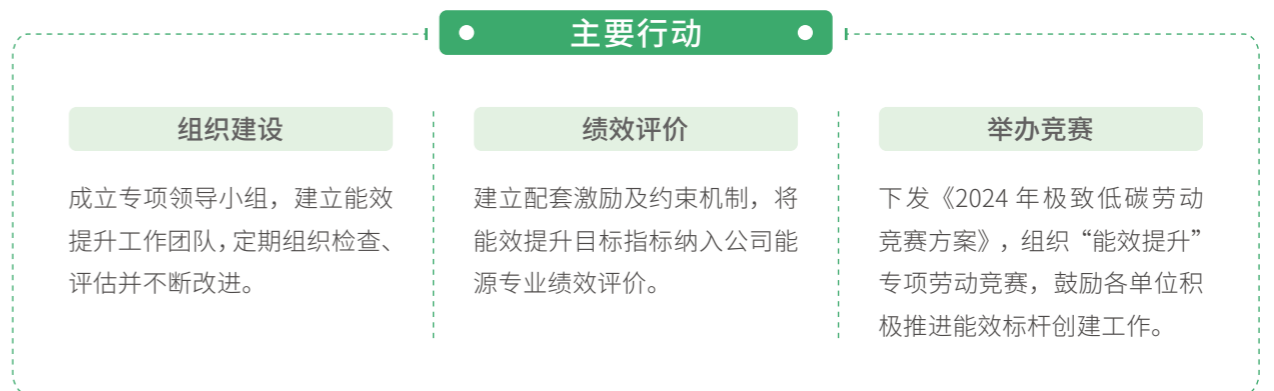 主要行动
组织建设
成立专项领导小组，建立能效
提升工作团队，定期组织检查、
评估并不断改进。
绩效评价
建立配套激励及约束机制，将
能效提升目标指标纳入公司能
源专业绩效评价。
举办竞赛
下发《2024 年极致低碳劳动
竞赛方案》，组织“能效提升”
专项劳动竞赛，鼓励各单位积
极推进能效标杆创建工作。